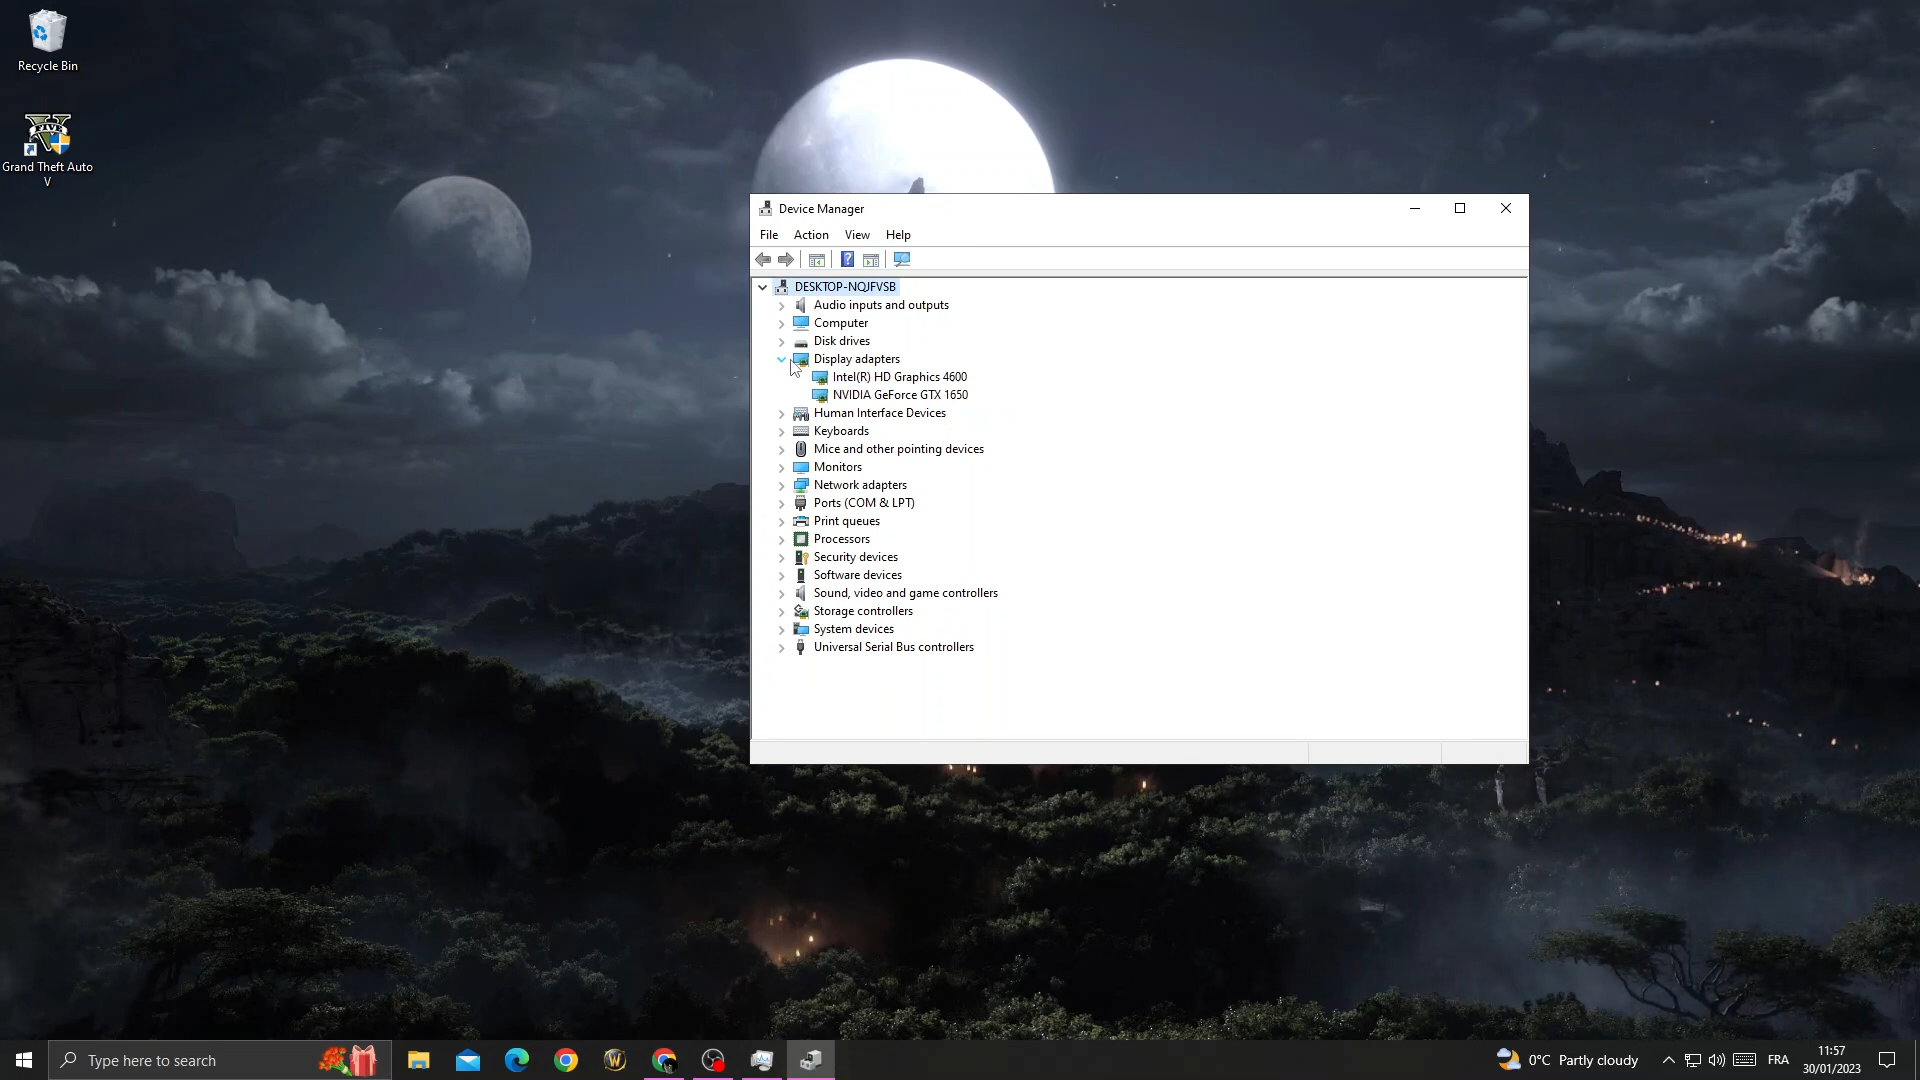 Recycle Bin
FIVE
Grand Theft Auto
V
Device Manager
File Action View Help
DESKTOP-NQJFVSB
Audio inputs and outputs
Computer
Disk drives
Display adapters
Intel(R) HD Graphics 4600
NVIDIA GeForce GTX 1650
Human Interface Devices
Keyboards
Mice and other pointing devices
Monitors
Network adapters
Ports (COM & LPT)
Print queues
Processors
Security devices
Software devices
Sound, video and game controllers
Storage controllers
System devices
Universal Serial Bus controllers
Type here to search
W
0°C Partly cloudy
FRA
11:57
30/01/2023